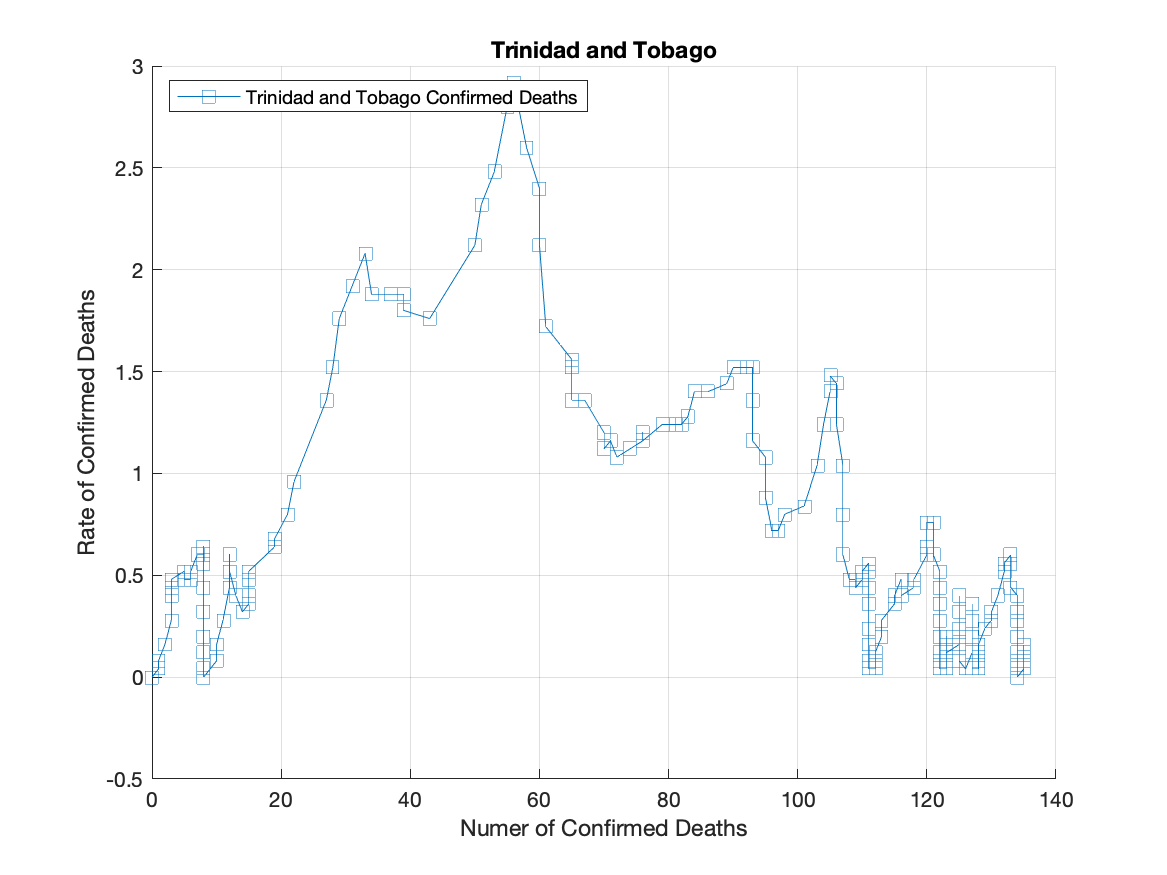 Trinidad and Tobago
3
Trinidad and Tobago Confirmed Deaths
2.5
2
1.5
1
0.5
0
-0.5
Rate of Confirmed Deaths
0 20 40 60 80 100 120 140
Numer of Confirmed Deaths